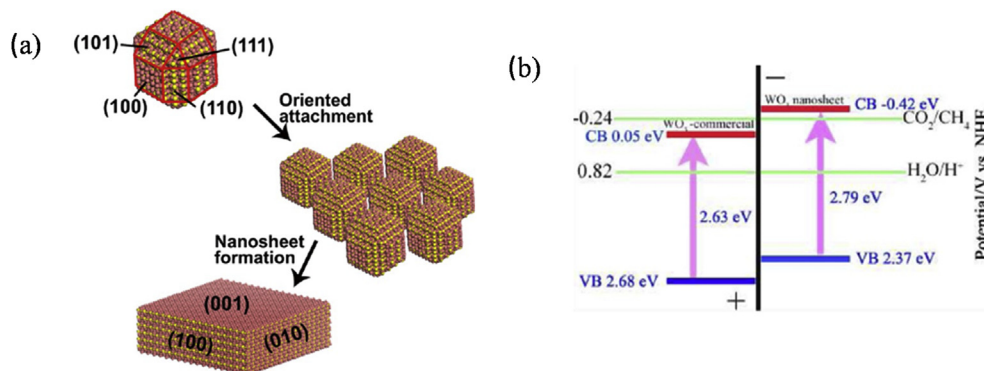 (a)
(101)
(111)
(100)
(110)
Oriented
attachment
Nanosheet
formation
(001)
(100)
(010)
(b)
−
WO₃-commercial
WO₃ nanosheet
CB -0.42 eV
-0.24
CO₂/CH₄
CB 0.05 eV
0.82
H₂O/H⁺
2.63 eV
2.79 eV
VB 2.37 eV
VB 2.68 eV
+
Potential/V vs. NHE